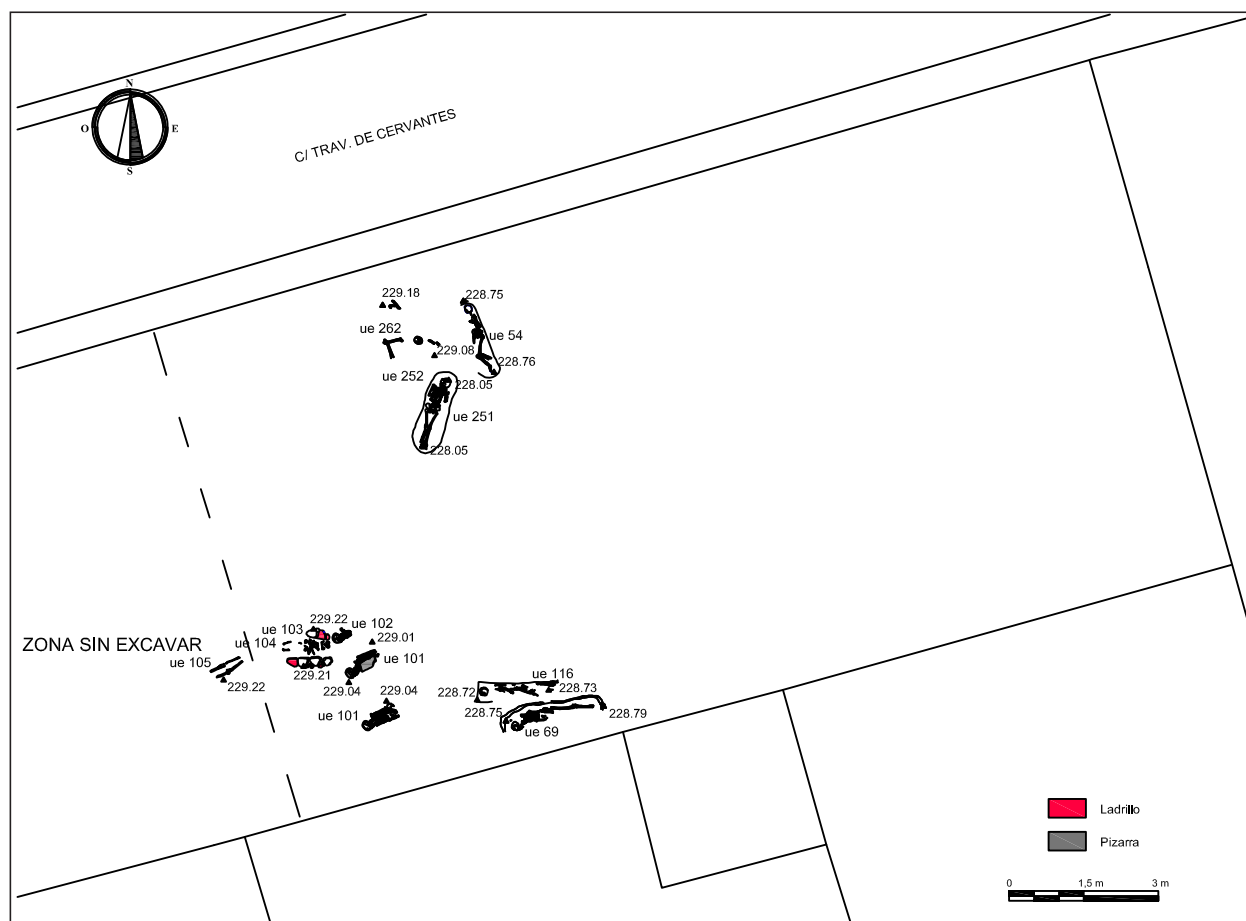 N
O E
S
C/ TRAV. DE CERVANTES
229.18
228.75
ue 262
ue 54
229.08
228.76
ue 252
228.05
ue 251
228.05
229.22
ue 103
ue 102
229.01
ZONA SIN EXCAVAR
ue 104
ue 101
ue 105
229.21
229.22
229.04
229.04
ue 116
228.72
228.73
228.75
228.79
ue 101
ue 69
Ladrillo
Pizarra
0 1,5 m 3 m